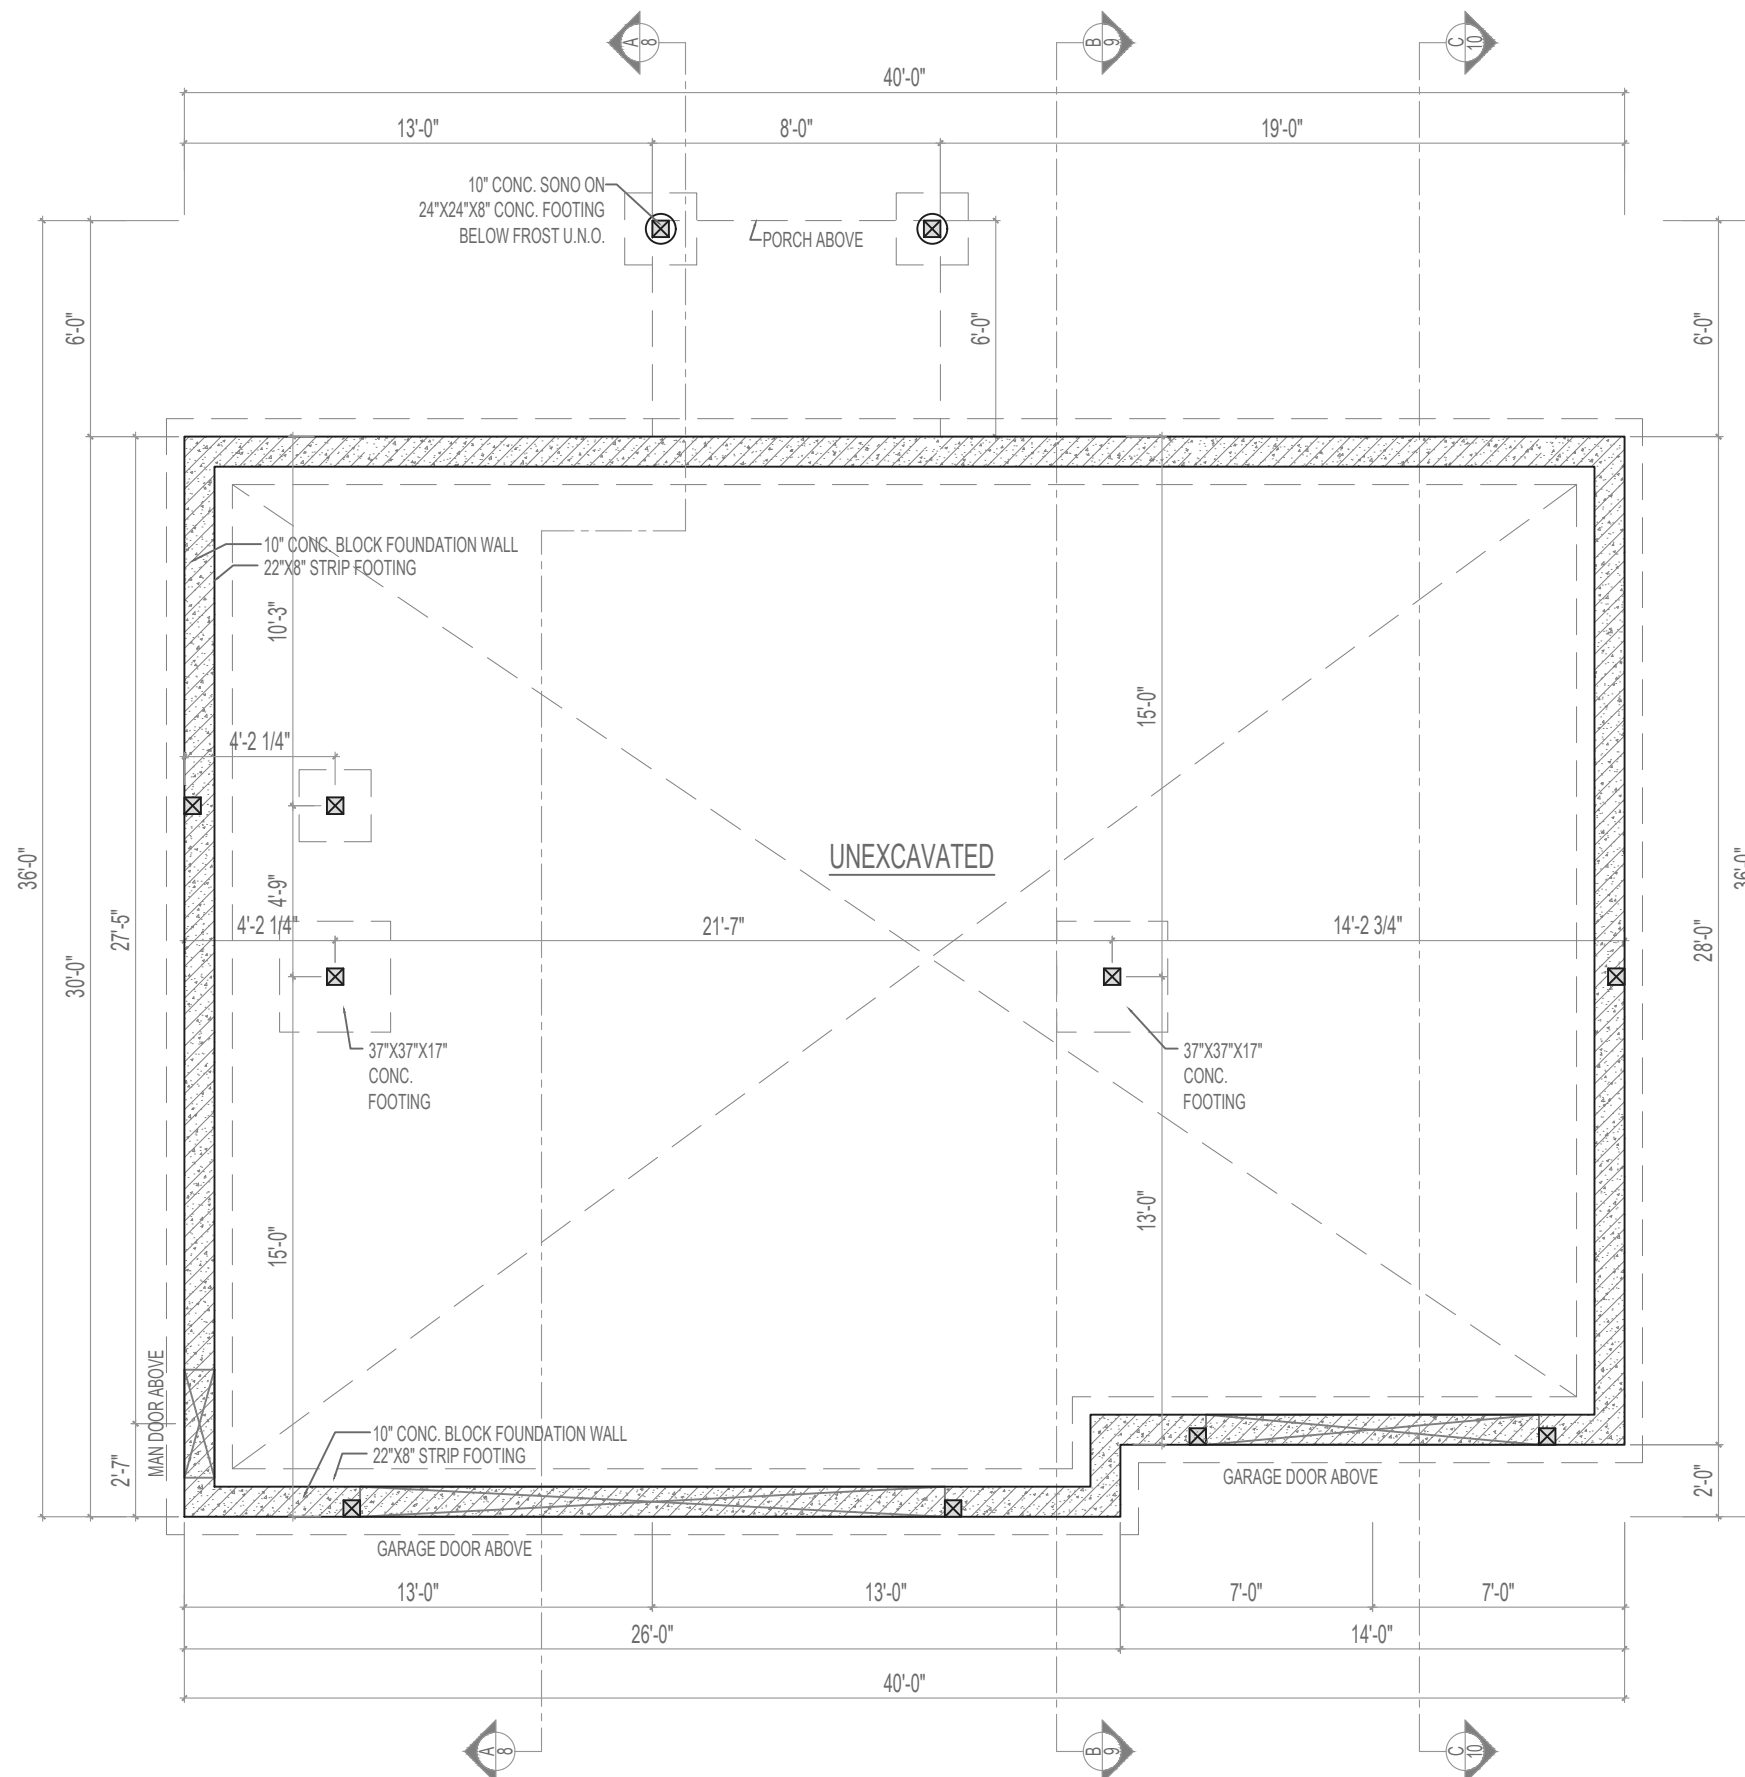 A
8
B
9
C
10
40'-0"
13'-0"
8'-0"
19'-0"
10" CONC. SONO ON
24"X24"X8" CONC. FOOTING
BELOW FROST U.N.O.
PORCH ABOVE
6'-0"
6'-0"
6'-0"
10" CONC. BLOCK FOUNDATION WALL
22"X8" STRIP FOOTING
10'-3"
15'-0"
4'-2 1/4"
UNEXCAVATED
36'-0"
36'-0"
4'-9"
4'-2 1/4"
21'-7"
14'-2 3/4"
27'-5"
30'-0"
28'-0"
37"X37"X17"
CONC.
FOOTING
37"X37"X17"
CONC.
FOOTING
13'-0"
15'-0"
MAN DOOR ABOVE
10" CONC. BLOCK FOUNDATION WALL
22"X8" STRIP FOOTING
2'-7"
GARAGE DOOR ABOVE
2'-0"
GARAGE DOOR ABOVE
13'-0"
13'-0"
7'-0"
7'-0"
26'-0"
14'-0"
40'-0"
A
8
B
9
C
10